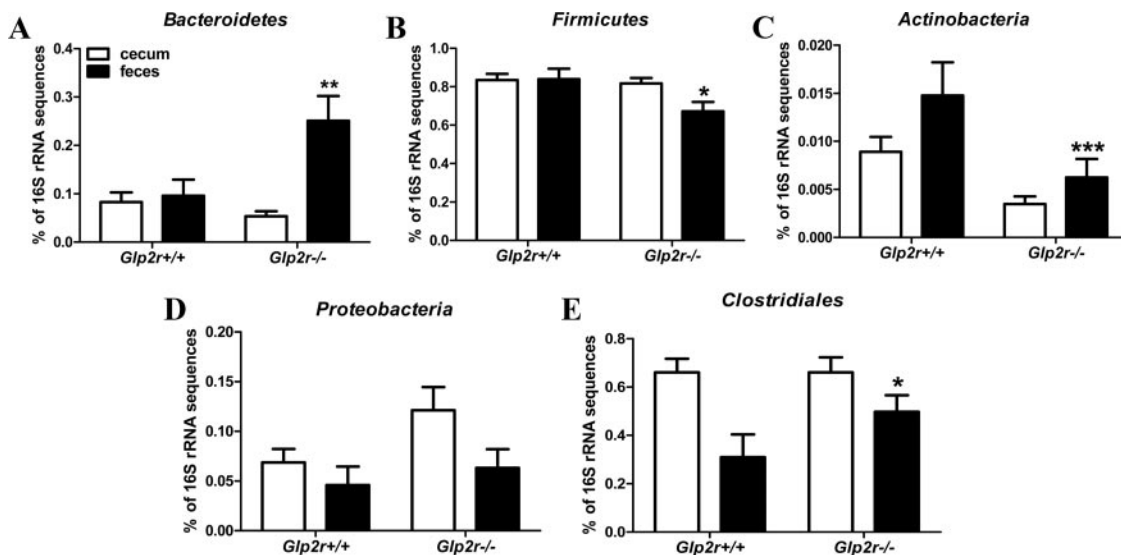 A
Bacteroidetes
% of 16S rRNA sequences
0.4
0.3
0.2
0.1
0.0
cecum
feces
**
Glp2r+/+
Glp2r-/-
B
Firmicutes
% of 16S rRNA sequences
1.0
0.8
0.6
0.4
0.2
0.0
*
Glp2r+/+
Glp2r-/-
C
Actinobacteria
% of 16S rRNA sequences
0.020
0.015
0.010
0.005
0.000
***
Glp2r+/+
Glp2r-/-
D
Proteobacteria
% of 16S rRNA sequences
0.20
0.15
0.10
0.05
0.00
Glp2r+/+
Glp2r-/-
E
Clostridiales
% of 16S rRNA sequences
0.8
0.6
0.4
0.2
0.0
*
Glp2r+/+
Glp2r-/-